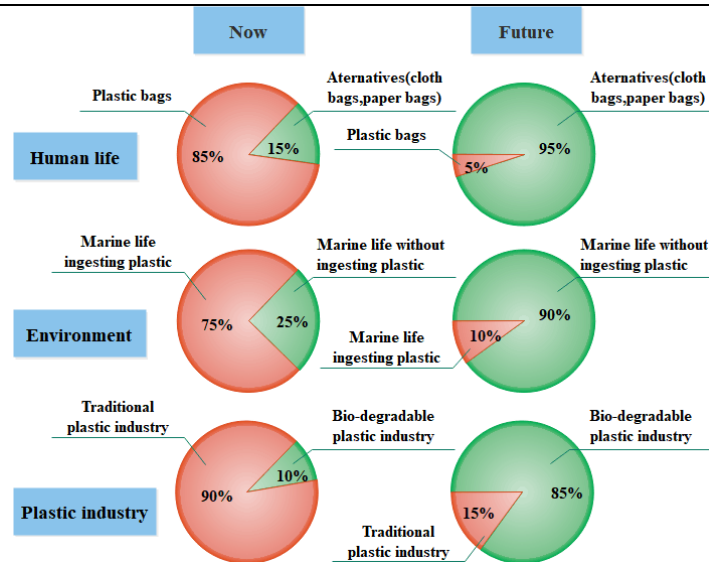 Now
Future
Plastic bags
Aternatives(cloth
bags,paper bags)
85%
15%
Aternatives(cloth
bags,paper bags)
Plastic bags
95%
5%
Human life
Marine life
ingesting plastic
Marine life without
ingesting plastic
75%
25%
Marine life without
ingesting plastic
Marine life
ingesting plastic
90%
10%
Environment
Traditional
plastic industry
Bio-degradable
plastic industry
90%
10%
Bio-degradable
plastic industry
85%
15%
Traditional
plastic industry
Plastic industry